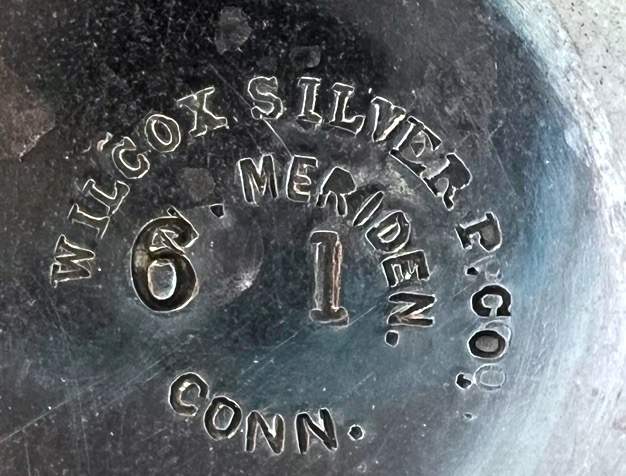 WILCOX SILVER P. CO.
MERIDEN.
6 1
CONN.